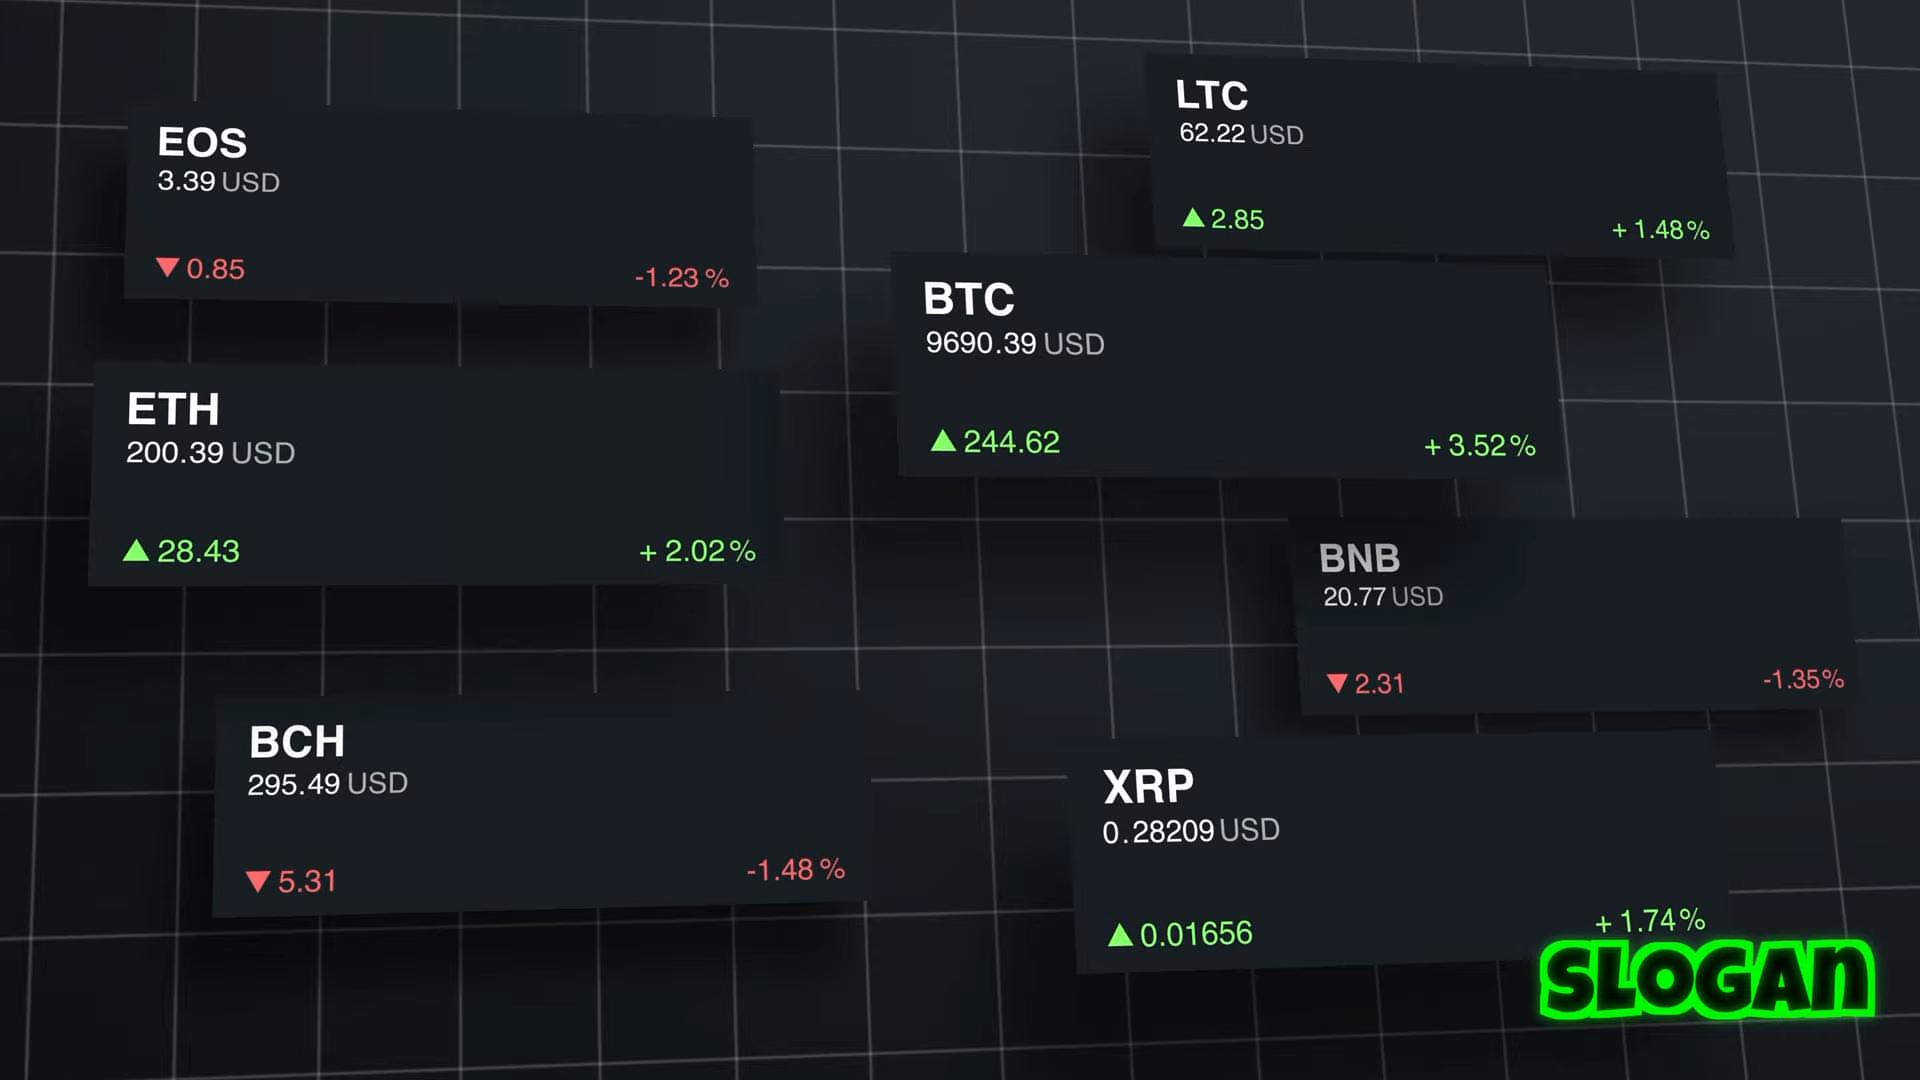 EOS
3.39 USD
▼ 0.85
-1.23 %
LTC
62.22 USD
▲ 2.85
+ 1.48%
BTC
9690.39 USD
▲ 244.62
+ 3.52%
ETH
200.39 USD
▲ 28.43
+ 2.02%
BNB
20.77 USD
▼ 2.31
-1.35%
BCH
295.49 USD
▼ 5.31
-1.48 %
XRP
0.28209 USD
▲ 0.01656
+ 1.74%
SLOGAN